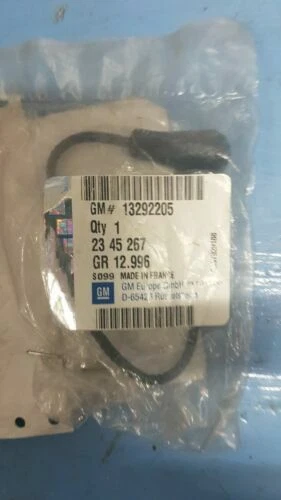 GM# 13292205
Qty 1
23 45 267
GR 12.996
S099 MADE IN FRANCE
GM GM Europe GmbH
D-65423 Rüsselsheim